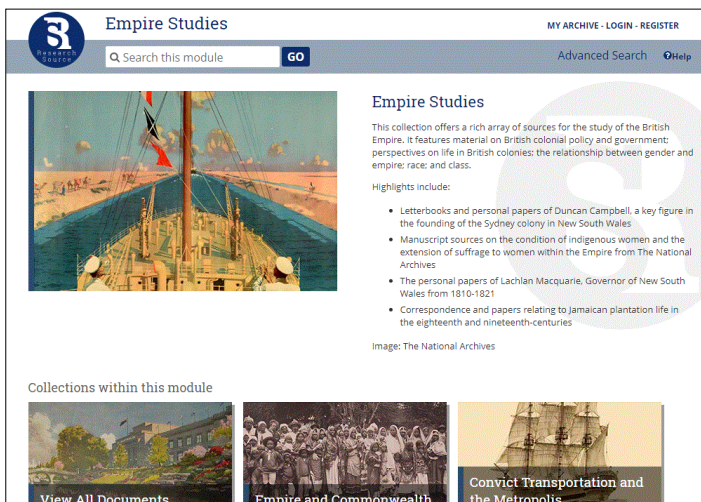 Empire Studies
MY ARCHIVE - LOGIN - REGISTER
Research
Source
Search this module
GO
Advanced Search
?Help
Empire Studies
This collection offers a rich array of sources for the study of the British
Empire. It features material on British colonial policy and government;
perspectives on life in British colonies; the relationship between gender and
empire; race; and class.
Highlights include:
• Letterbooks and personal papers of Duncan Campbell, a key figure in
the founding of the Sydney colony in New South Wales
• Manuscript sources on the condition of indigenous women and the
extension of suffrage to women within the Empire from The National
Archives
• The personal papers of Lachlan Macquarie, Governor of New South
Wales from 1810-1821
• Correspondence and papers relating to Jamaican plantation life in
the eighteenth and nineteenth-centuries
Image: The National Archives
Collections within this module
View All Documents
Empire and Commonwealth
Convict Transportation and
the Metropolis